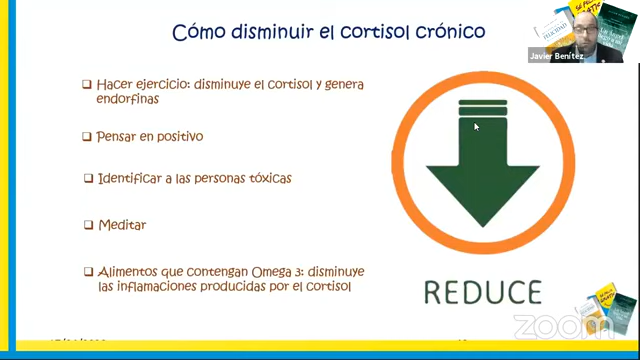 Cómo disminuir el cortisol crónico
Javier Benítez
Hacer ejercicio: disminuye el cortisol y genera
endorfinas
Pensar en positivo
Identificar a las personas tóxicas
Meditar
Alimentos que contengan Omega 3: disminuye
las inflamaciones producidas por el cortisol
REDUCE
zoom